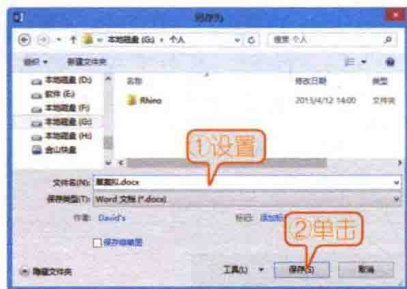 另存为
本地磁盘 (G:) 个人
搜索 个人
组织 新建文件夹
名称 修改日期 类型
本地磁盘 (D:)
软件 (E:)
本地磁盘 (F:)
本地磁盘 (G:)
本地磁盘 (H:)
金山快盘
Rhino 2013/4/12 14:00 文件夹
①设置
文件名(N): .docx
保存类型(T): Word 文档 (*.docx)
作者: David's 标记: 添加标
保存缩略图
②单击
隐藏文件夹 工具(L) 保存(S) 取消